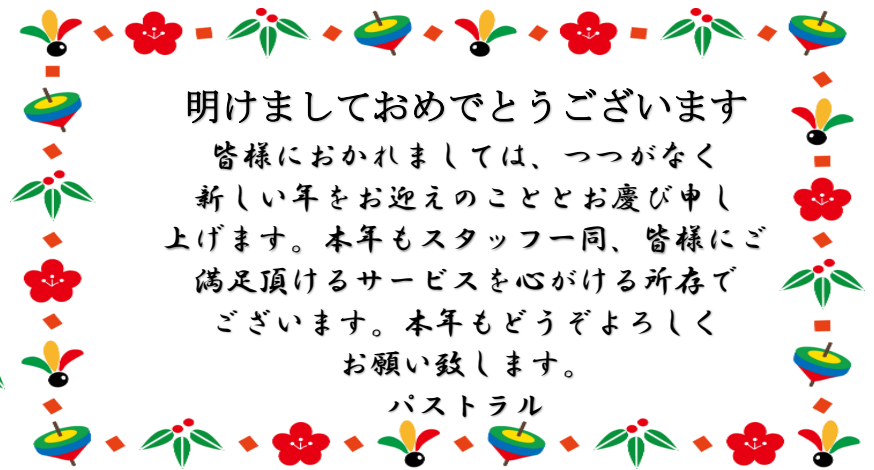 明けましておめでとうございます
皆様におかれましては、つつがなく
新しい年をお迎えのこととお慶び申し
上げます。本年もスタッフ一同、皆様にご
満足頂けるサービスを心がける所存で
ございます。本年もどうぞよろしく
お願い致します。
パストラル